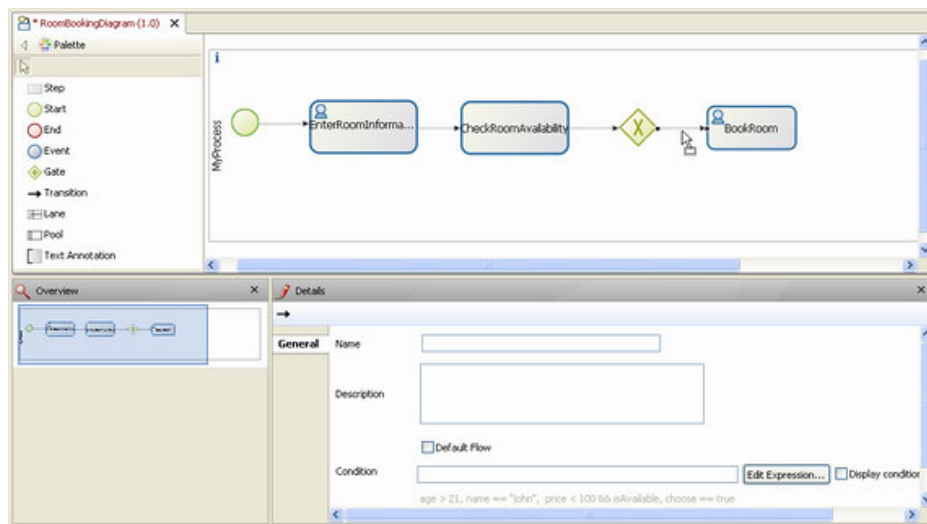 * RoomBookingDiagram (1.0) X
Palette
Step
Start
End
Event
Gate
Transition
Lane
Pool
Text Annotation
i
MyProcess
EnterRoomInforma...
CheckRoomAvailability
X
BookRoom
Overview
Details
General
Name
Description
Default Flow
Condition
Edit Expression...
Display condition
age > 21, name == "john", price < 100 && isAvailable, choose == true